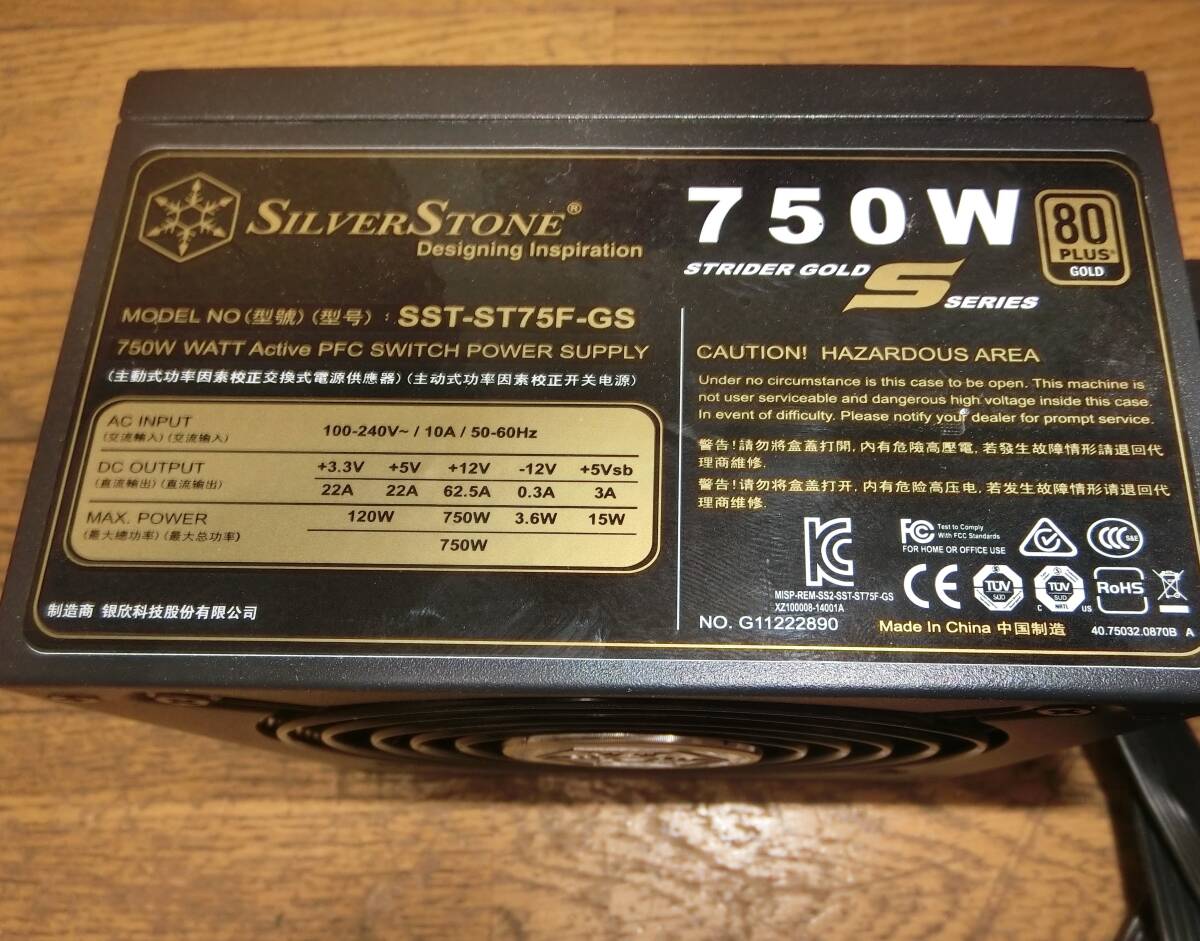 SILVERSTONE®
Designing Inspiration
MODEL NO(型號) (型号) : SST-ST75F-GS
750W WATT Active PFC SWITCH POWER SUPPLY
(主動式功率因素校正交換式電源供應器) (主动式功率因素校正开关电源)
AC INPUT
(交流輸入) (交流输入)
100-240V~ / 10A / 50-60Hz
DC OUTPUT
(直流輸出) (直流输出)
+3.3V +5V +12V -12V +5Vsb
22A 22A 62.5A 0.3A 3A
MAX. POWER
(最大總功率) (最大总功率)
120W 750W 3.6W 15W
750W
制造商 银欣科技股份有限公司
750W
80
PLUS®
GOLD
STRIDER GOLD S SERIES
CAUTION! HAZARDOUS AREA
Under no circumstance is this case to be open. This machine is
not user serviceable and dangerous high voltage inside this case.
In event of difficulty. Please notify your dealer for prompt service.
警告!請勿將盒蓋打開, 內有危險高壓電, 若發生故障情形請退回代
理商維修.
警告!请勿将盒盖打开, 内有危险高压电, 若发生故障情形请退回代
理商维修.
FC Test to Comply
With FCC Standards
FOR HOME OR OFFICE USE
CCC S&E
CE
TÜV
SÜD
TÜV
SÜD
C NRTL US
RoHS
MISP-REM-SS2-SST-ST75F-GS
XZ100008-14001A
NO. G11222890
Made In China 中国制造
40.75032.0870B A